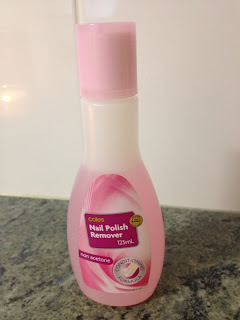 coles
Nail Polish
Remover
125mL
non acetone